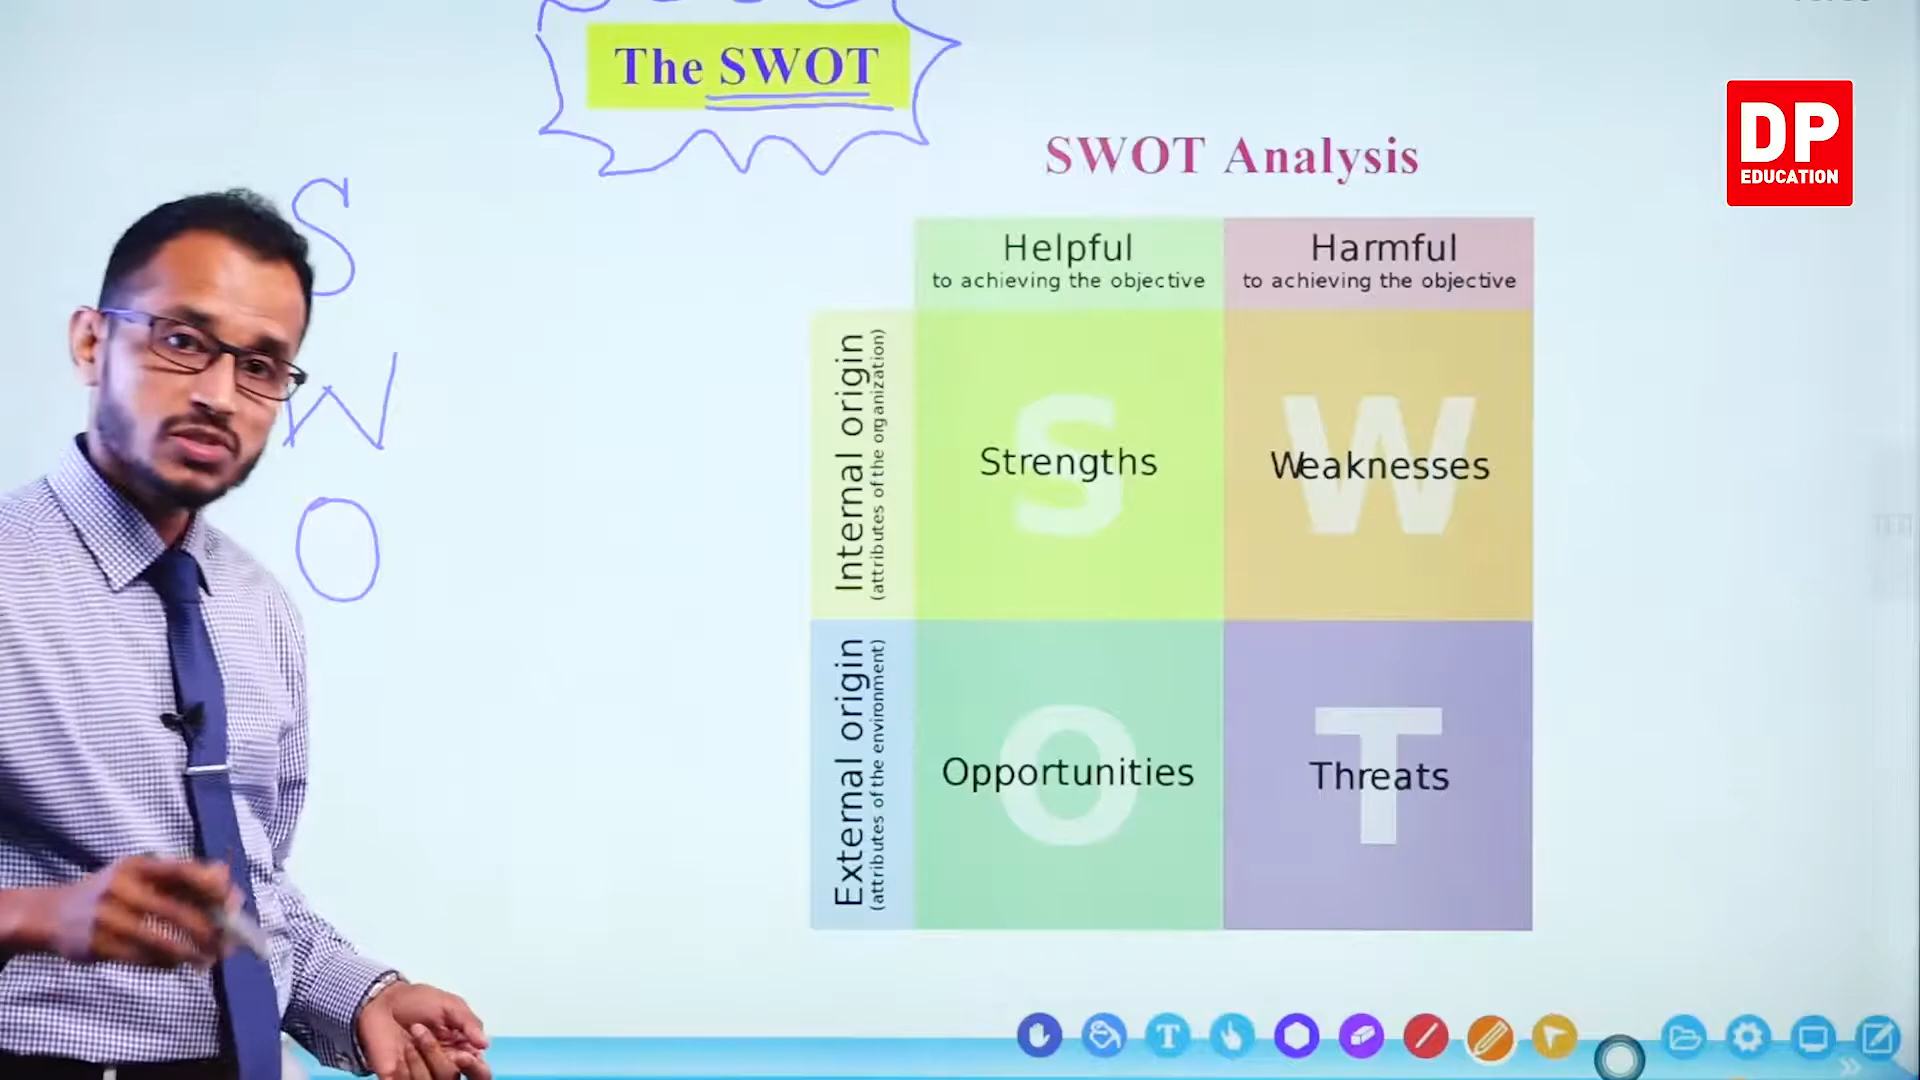 The SWOT
DP
EDUCATION
SWOT Analysis
S
W
O
Helpful
to achieving the objective
Harmful
to achieving the objective
Internal origin
(attributes of the organization)
S
Strengths
W
Weaknesses
External origin
(attributes of the environment)
O
Opportunities
T
Threats
T